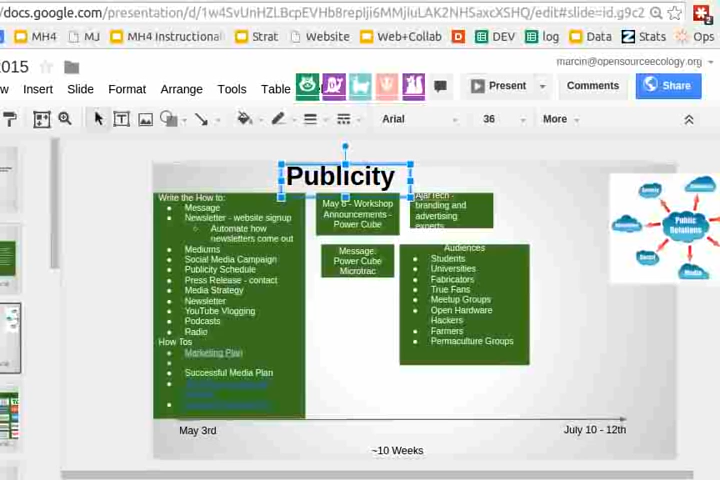 docs.google.com/presentation/d/1w4SvUnHZLBcpEVHb8repIji6MMjluLAK2NHSaxcXSHQ/edit#slide=id.g9c2
MH4 MJ MH4 Instructional Strat Website Web+Collab DEV log Data Stats Ops
2015
marcin@opensourceecology.org
w Insert Slide Format Arrange Tools Table
Present Comments Share
Arial 36 More
Publicity
Write the How to:
Message
Newsletter - website signup
Automate how
newsletters come out
Mediums
Social Media Campaign
Publicity Schedule
Press Release - contact
Media Strategy
Newsletter
YouTube Vlogging
Podcasts
Radio
How Tos
Marketing Plan
Successful Media Plan
May 8 - Workshop
Announcements -
Power Cube
AjarTech -
branding and
advertising
experts
Message:
Power Cube
Microtrac
Audiences
Students
Universities
Fabricators
True Fans
Meetup Groups
Open Hardware
Hackers
Farmers
Permaculture Groups
Public
Relations
Media
May 3rd
July 10 - 12th
~10 Weeks